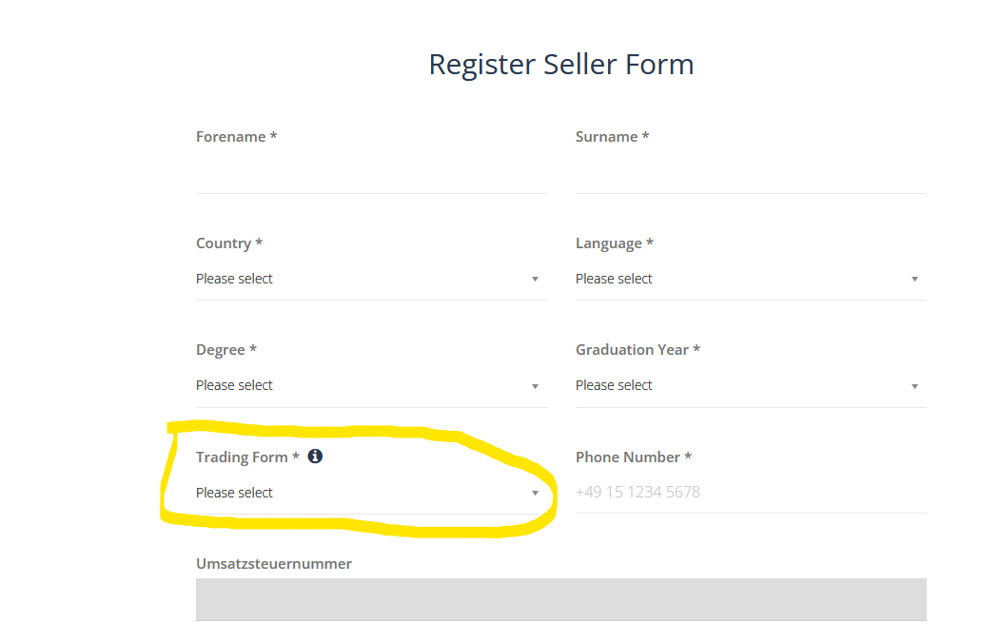 Register Seller Form
Forename *
Surname *
Country *
Language *
Please select
Please select
Degree *
Graduation Year *
Please select
Please select
Trading Form *
Phone Number *
Please select
+49 15 1234 5678
Umsatzsteuernummer